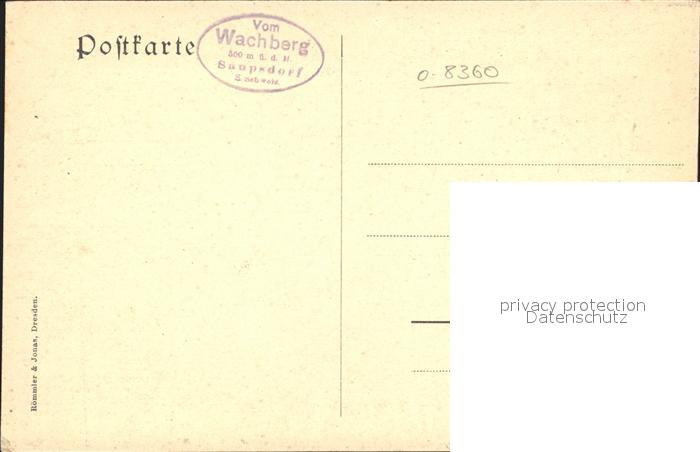 Postkarte
Vom
Wachberg
500 m ü. d. M.
Saupsdorf
S. Schweiz.
0-8360
privacy protection
Datenschutz
Römmler & Jonas, Dresden.